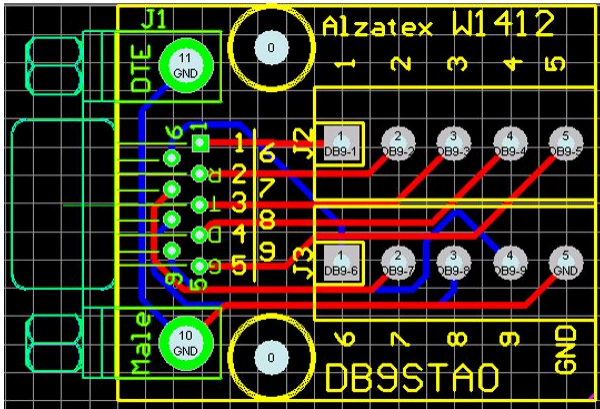 J1
Alzatex W1412
DTE
11
GND
0
1 2 3 4 5
6 1
1
6
2
R
7
3
T
8
4
D
9
5
G
9 5
J2
1 2 3 4 5
DB9-1 DB9-2 DB9-3 DB9-4 DB9-5
J3
1 2 3 4 5
DB9-6 DB9-7 DB9-8 DB9-9 GND
Male
10
GND
0
6 7 8 9 GND
DB9STA0